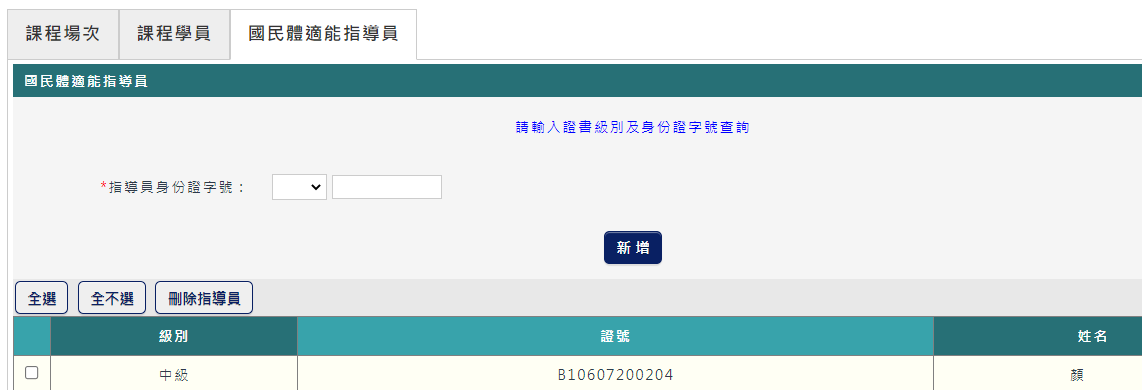 課程場次 課程學員 國民體適能指導員
國民體適能指導員
請輸入證書級別及身份證字號查詢
*指導員身份證字號：
新增
全選 全不選 刪除指導員
級別 證號 姓名
中級 B10607200204 顏